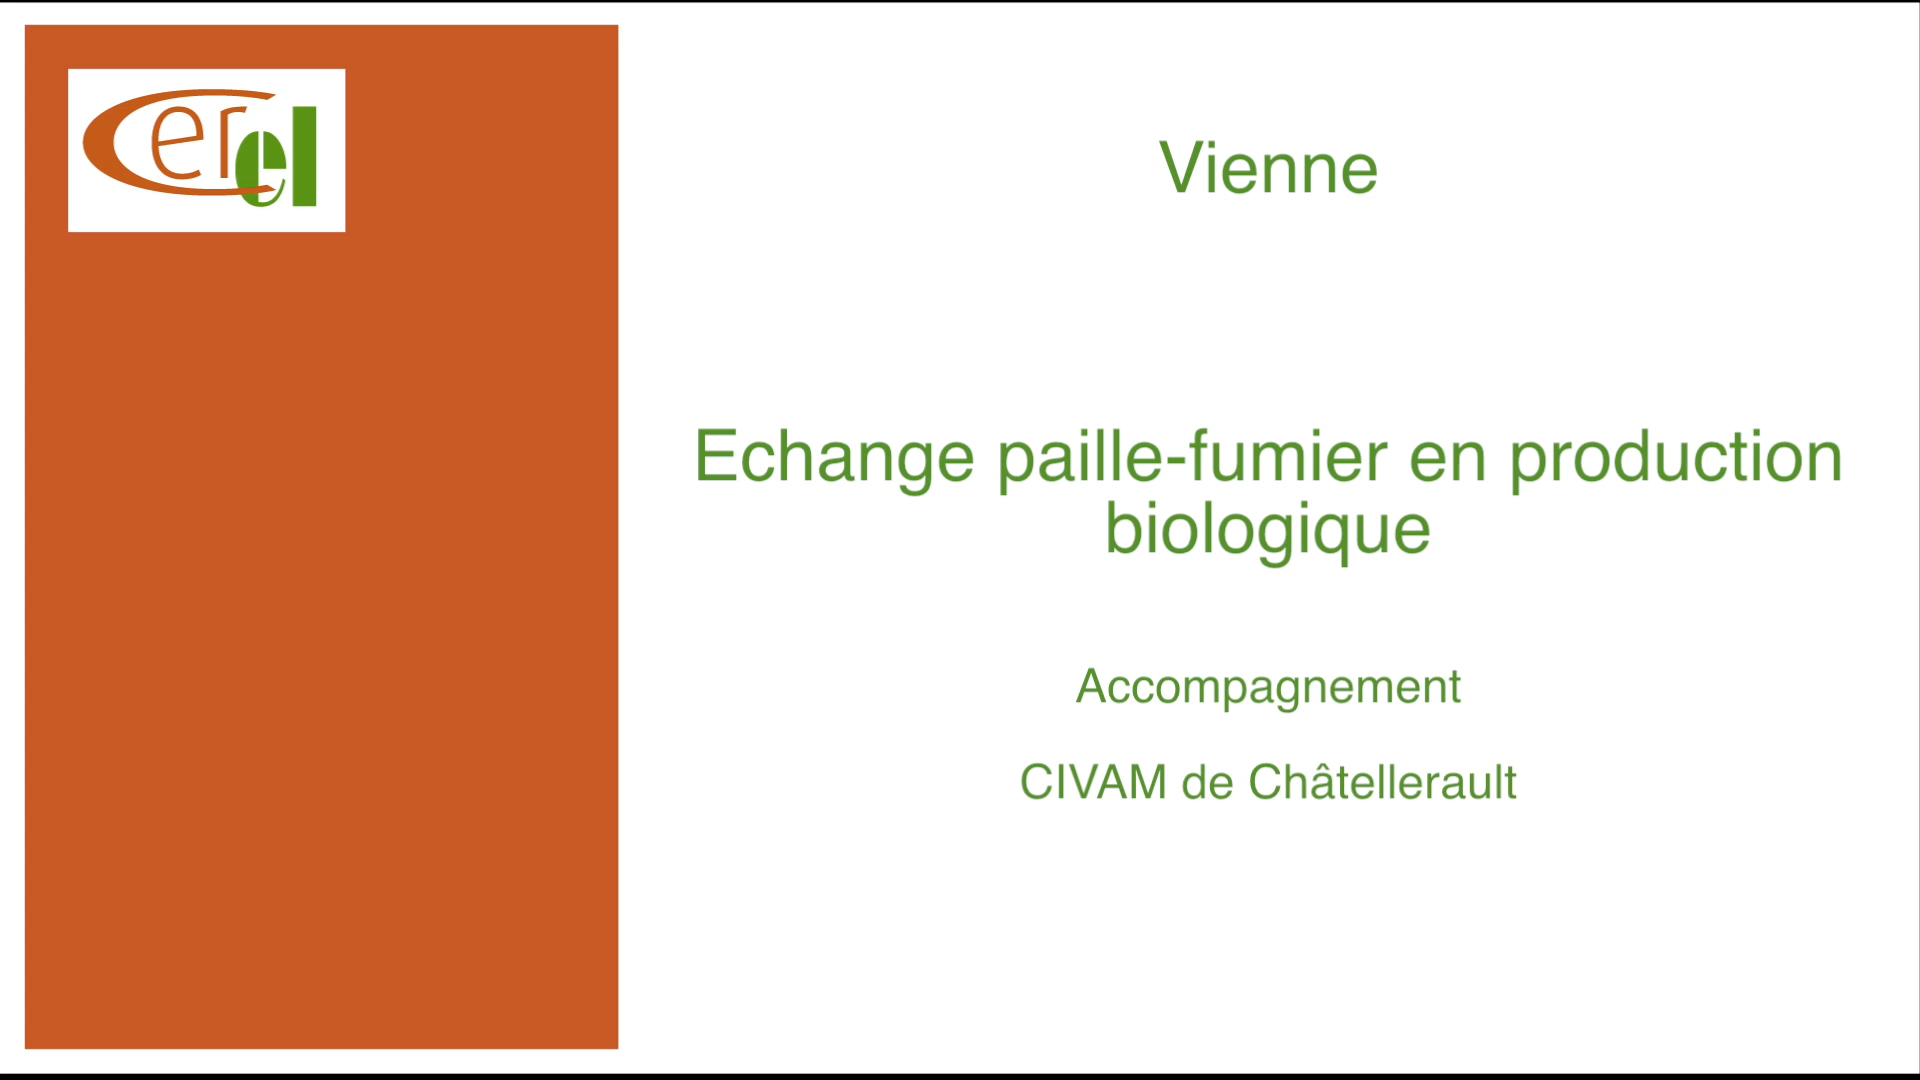 Cerel
Vienne
Echange paille-fumier en production
biologique
Accompagnement
CIVAM de Châtellerault